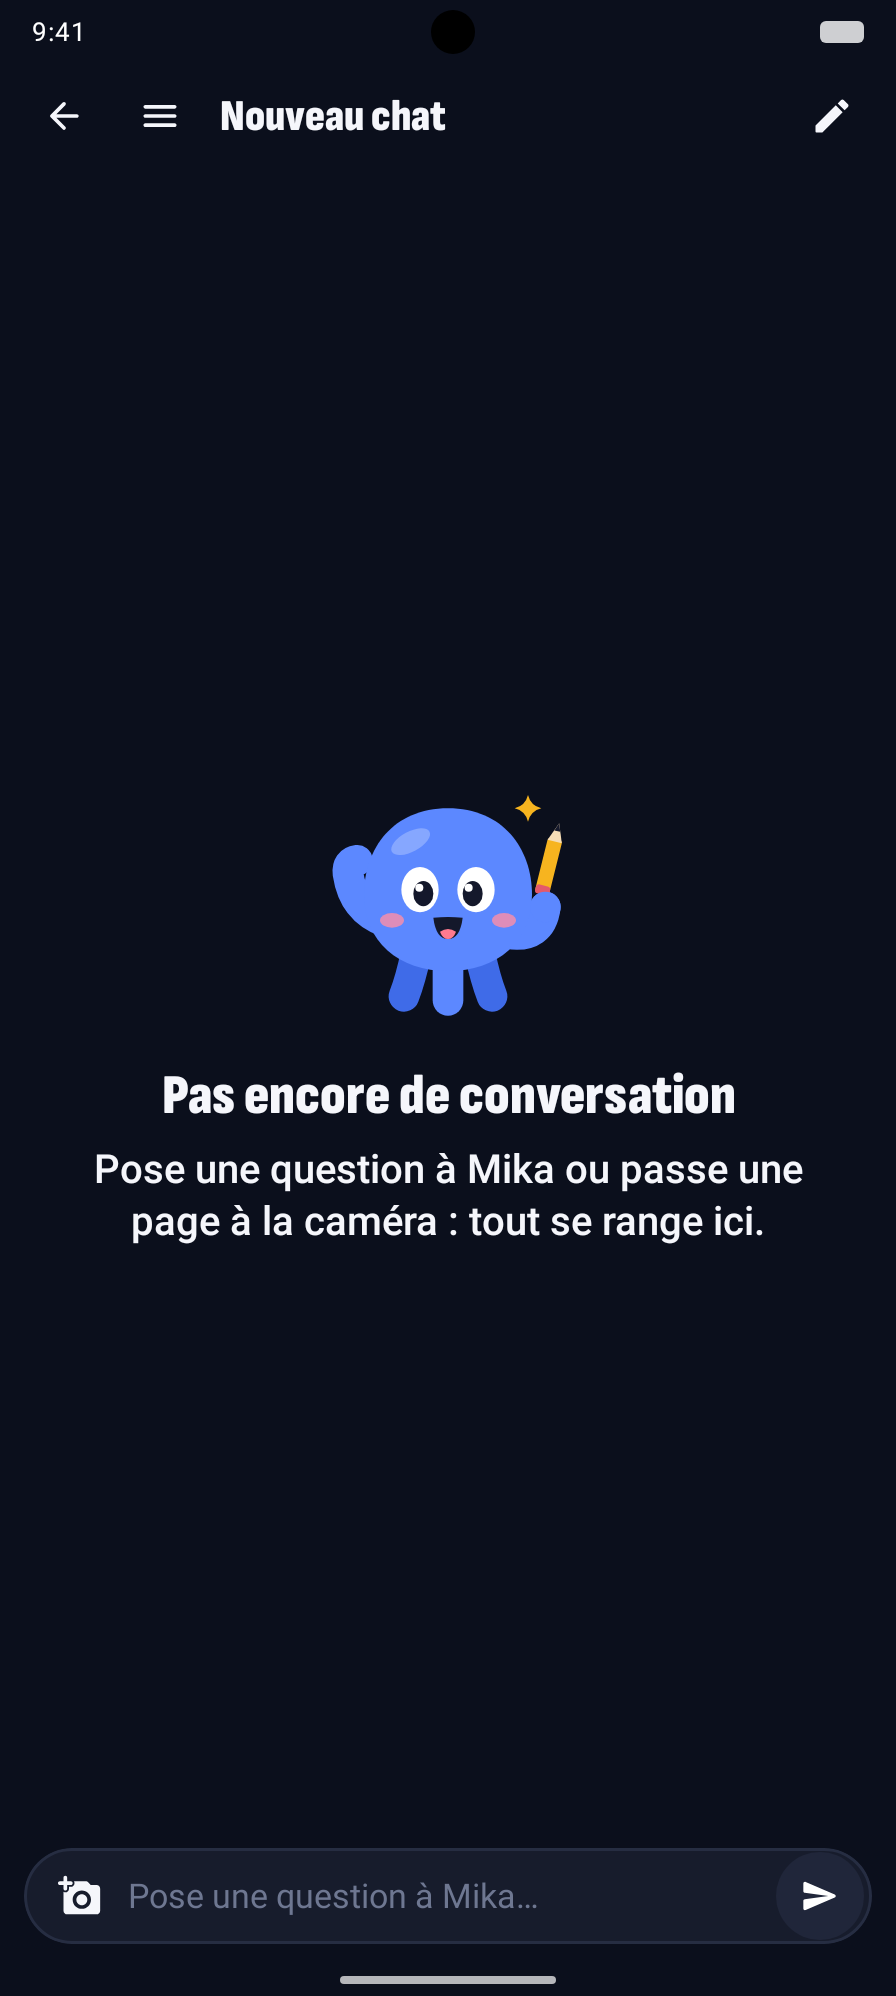 9:41
Nouveau chat
Pas encore de conversation
Pose une question à Mika ou passe une
page à la caméra : tout se range ici.
Pose une question à Mika…